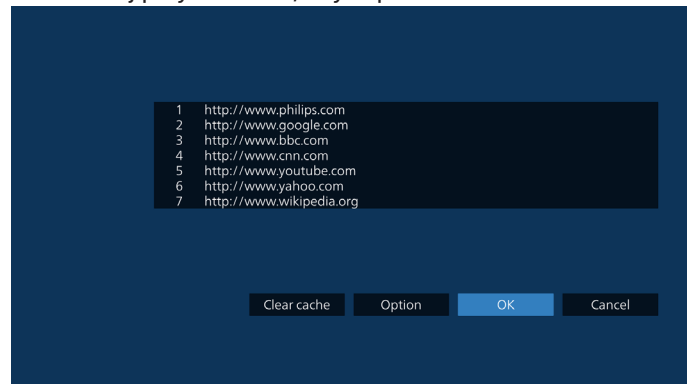 1 http://www.philips.com
2 http://www.google.com
3 http://www.bbc.com
4 http://www.cnn.com
5 http://www.youtube.com
6 http://www.yahoo.com
7 http://www.wikipedia.org
Clear cache Option OK Cancel